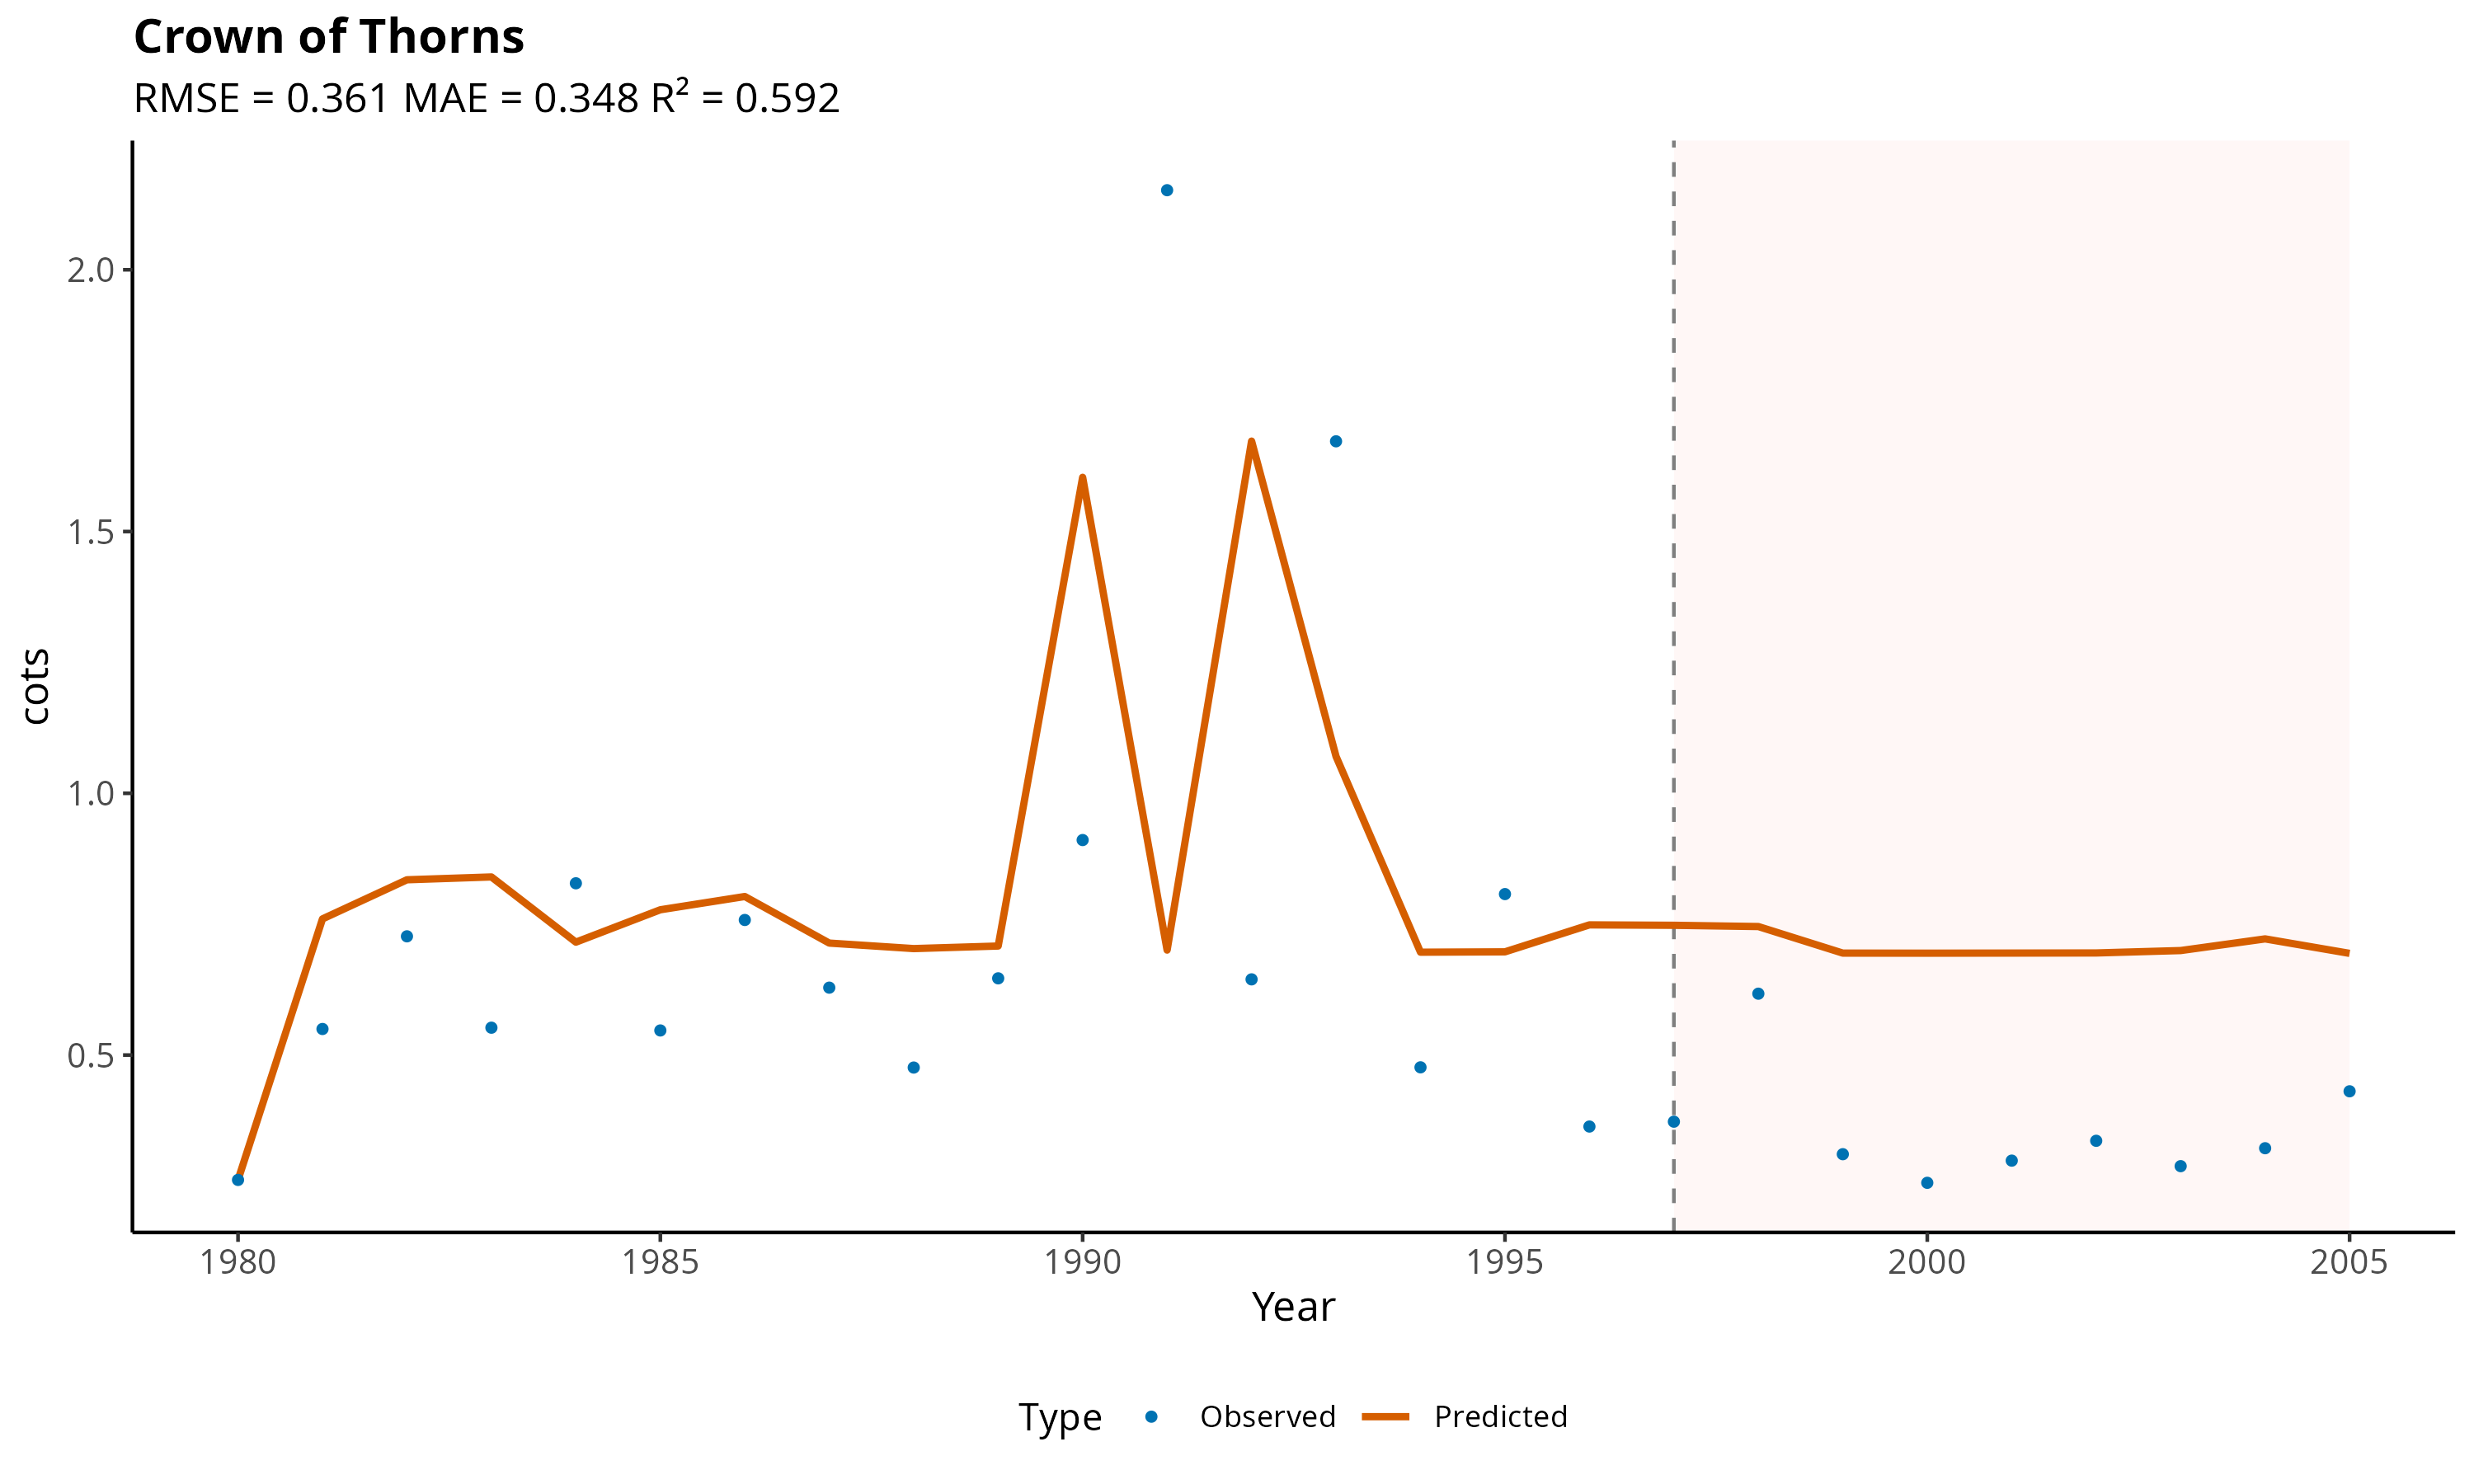 Crown of Thorns
RMSE = 0.361 MAE = 0.348 R² = 0.592
cots
2.0
1.5
1.0
0.5
1980 1985 1990 1995 2000 2005
Year
Type Observed Predicted